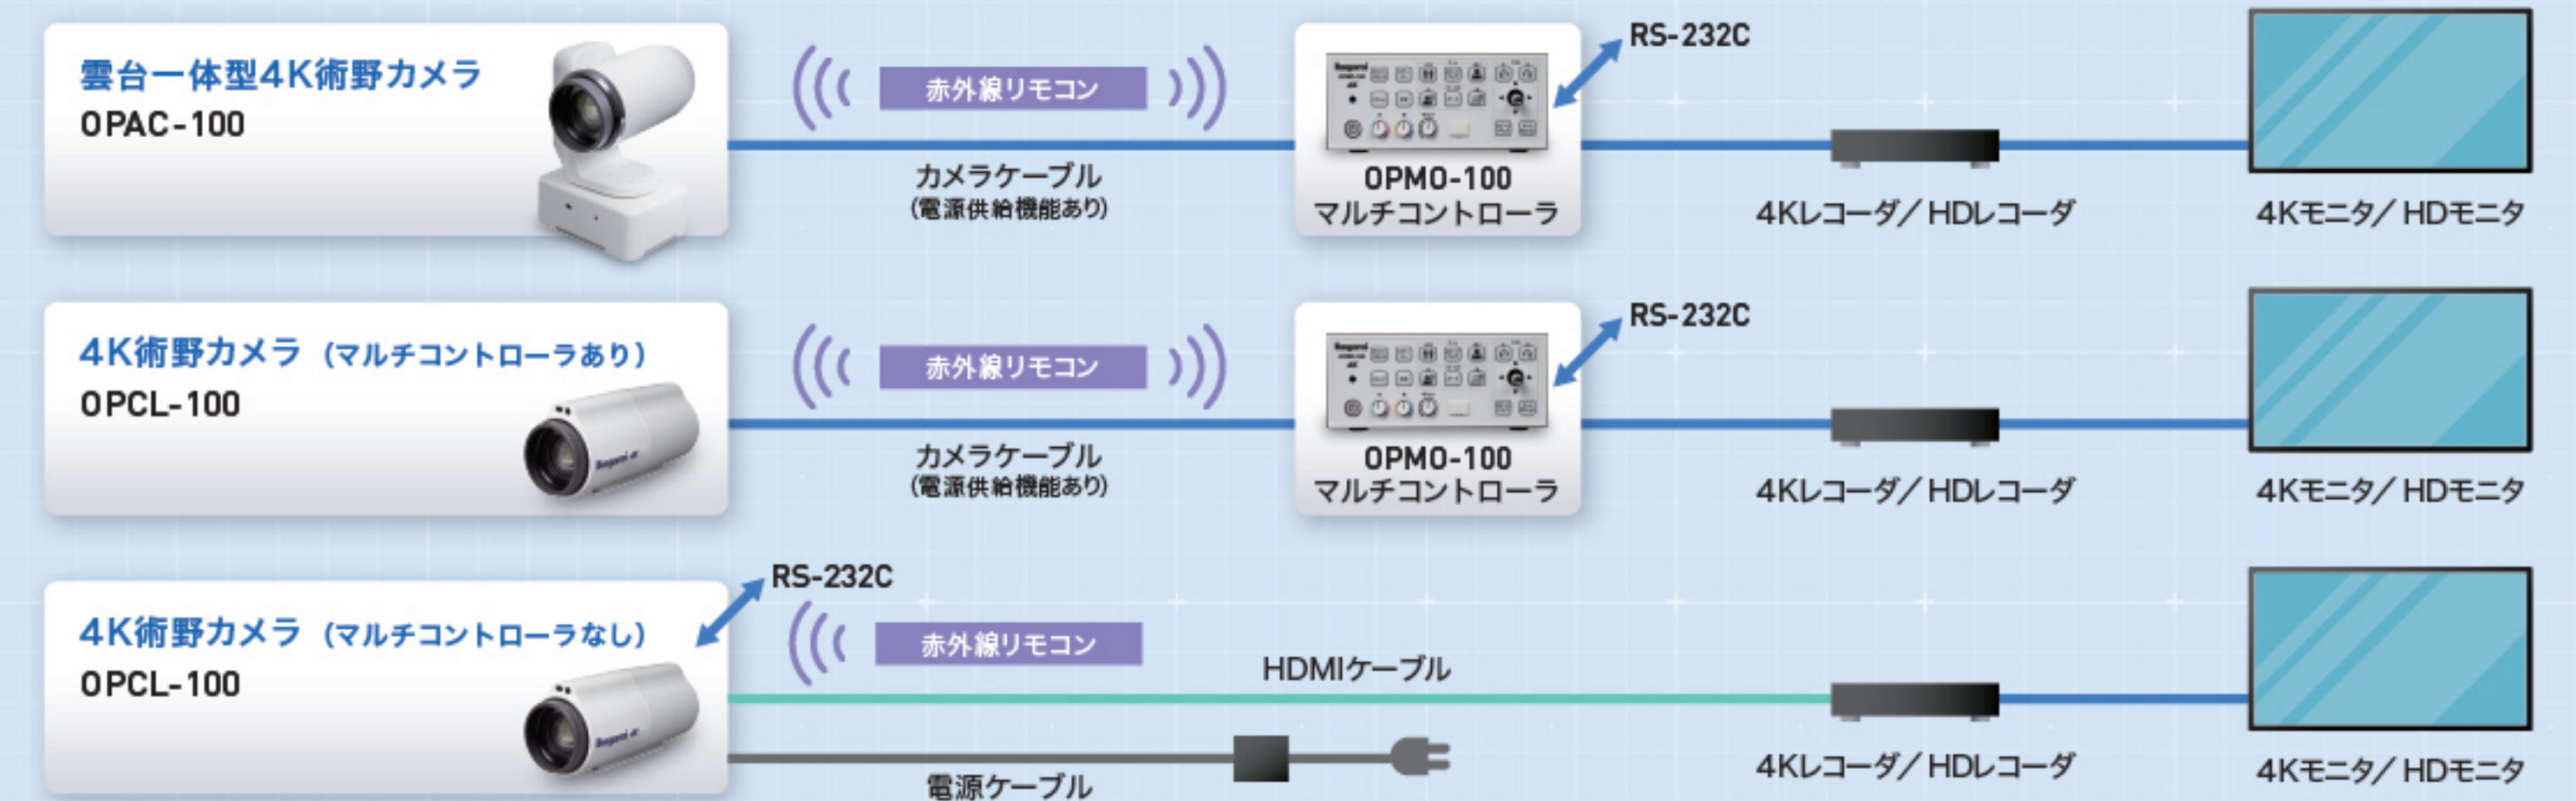 雲台一体型4K術野カメラ
OPAC-100
赤外線リモコン
カメラケーブル
(電源供給機能あり)
RS-232C
Ikegami
OPMO-100
マルチコントローラ
4Kレコーダ／HDレコーダ
4Kモニタ／HDモニタ
4K術野カメラ（マルチコントローラあり）
OPCL-100
Ikegami 4K
赤外線リモコン
カメラケーブル
(電源供給機能あり)
RS-232C
Ikegami
OPMO-100
マルチコントローラ
4Kレコーダ／HDレコーダ
4Kモニタ／HDモニタ
4K術野カメラ（マルチコントローラなし）
OPCL-100
Ikegami 4K
RS-232C
赤外線リモコン
HDMIケーブル
電源ケーブル
4Kレコーダ／HDレコーダ
4Kモニタ／HDモニタ